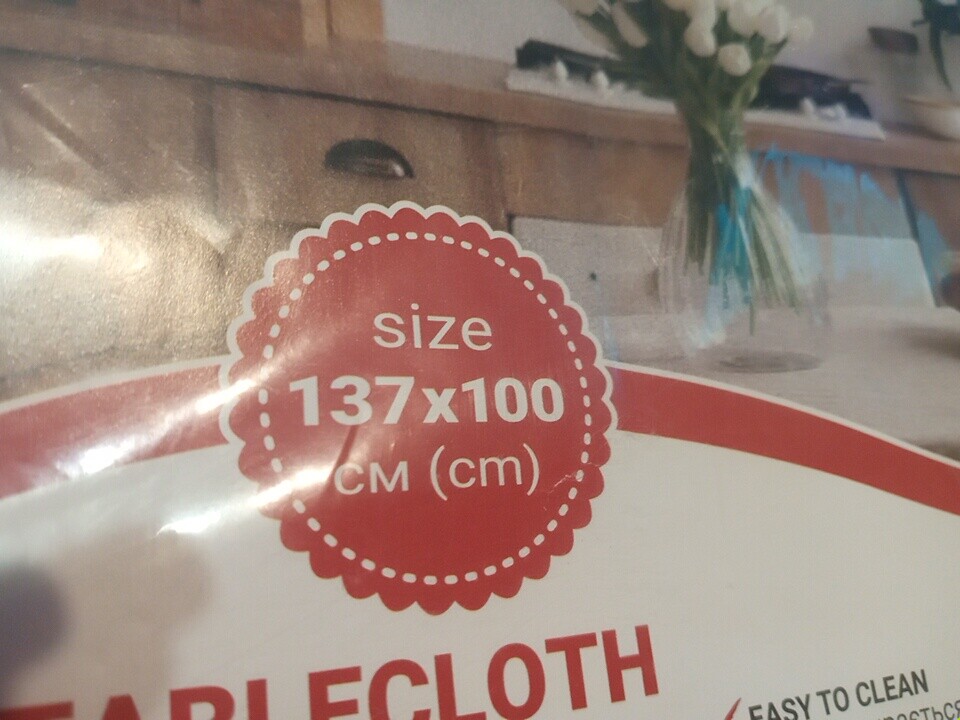 size
137x100
см (cm)
TABLECLOTH
EASY TO CLEAN